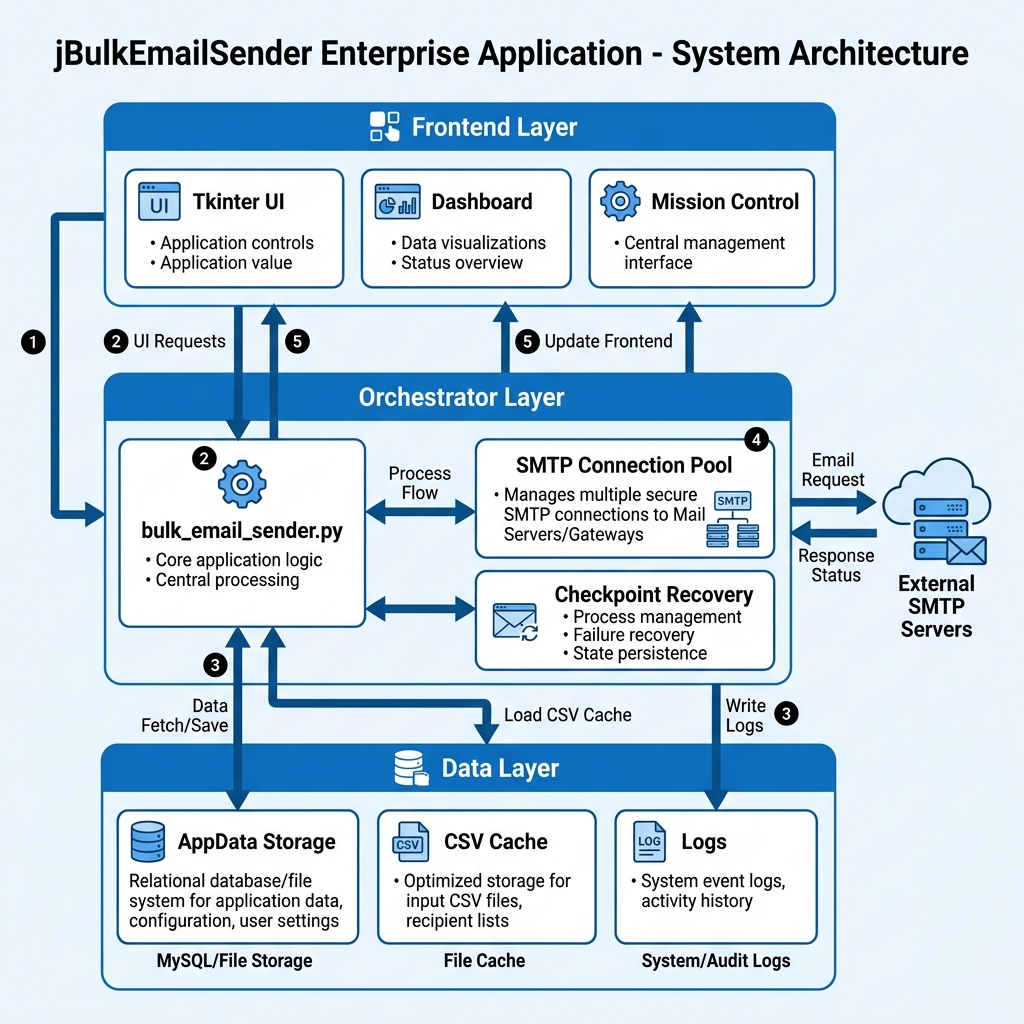 jBulkEmailSender Enterprise Application - System Architecture
Frontend Layer
UI
Tkinter UI
• Application controls
• Application value
Dashboard
• Data visualizations
• Status overview
Mission Control
• Central management
interface
1
2 UI Requests
5
5 Update Frontend
Orchestrator Layer
2
bulk_email_sender.py
• Core application logic
• Central processing
Process
Flow
4
SMTP Connection Pool
• Manages multiple secure
SMTP connections to Mail
Servers/Gateways
SMTP
Checkpoint Recovery
• Process management
• Failure recovery
• State persistence
Email
Request
Response
Status
External
SMTP
Servers
3
Data
Fetch/Save
Load CSV Cache
Write
Logs
3
Data Layer
AppData Storage
Relational database/file
system for application data,
configuration, user settings
MySQL/File Storage
CSV
CSV Cache
• Optimized storage for
input CSV files,
recipient lists
File Cache
LOG
Logs
• System event logs,
activity history
System/Audit Logs